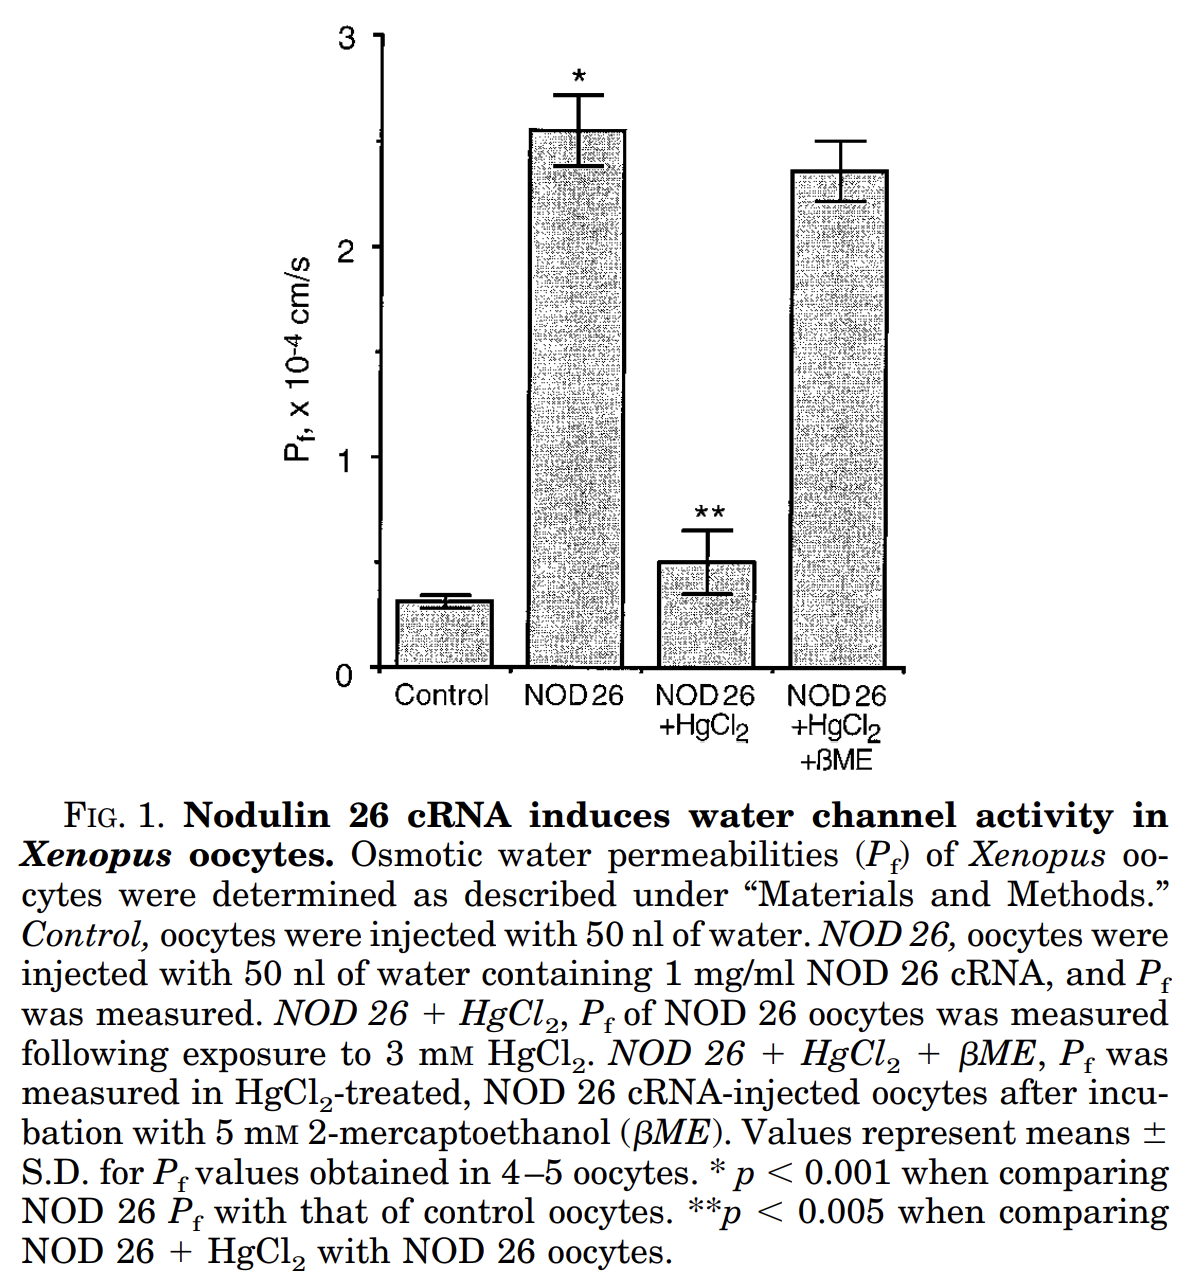 3
*
2
P_f, x 10^-4 cm/s
1
**
0
Control
NOD 26
NOD 26
+HgCl₂
NOD 26
+HgCl₂
+βME
FIG. 1. Nodulin 26 cRNA induces water channel activity in
Xenopus oocytes. Osmotic water permeabilities (P_f) of Xenopus oo-
cytes were determined as described under “Materials and Methods.”
Control, oocytes were injected with 50 nl of water. NOD 26, oocytes were
injected with 50 nl of water containing 1 mg/ml NOD 26 cRNA, and P_f
was measured. NOD 26 + HgCl₂, P_f of NOD 26 oocytes was measured
following exposure to 3 mM HgCl₂. NOD 26 + HgCl₂ + βME, P_f was
measured in HgCl₂-treated, NOD 26 cRNA-injected oocytes after incu-
bation with 5 mM 2-mercaptoethanol (βME). Values represent means ±
S.D. for P_f values obtained in 4–5 oocytes. * p < 0.001 when comparing
NOD 26 P_f with that of control oocytes. **p < 0.005 when comparing
NOD 26 + HgCl₂ with NOD 26 oocytes.